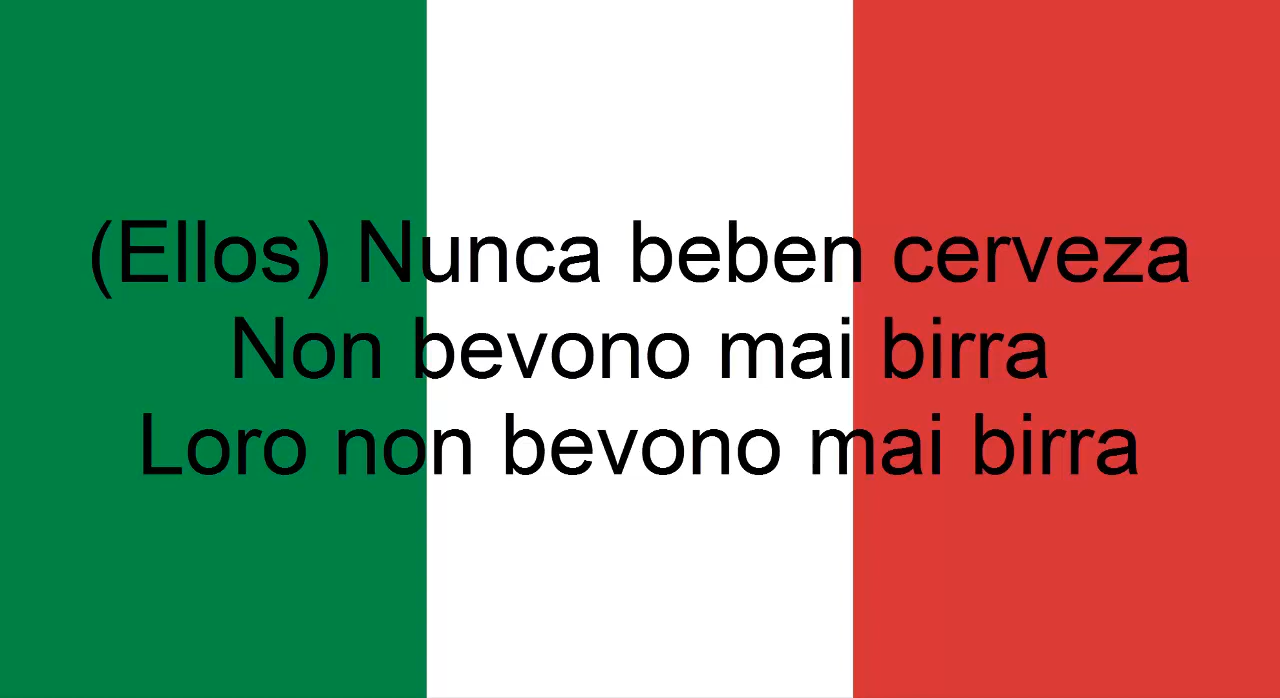 (Ellos) Nunca beben cerveza
Non bevono mai birra
Loro non bevono mai birra